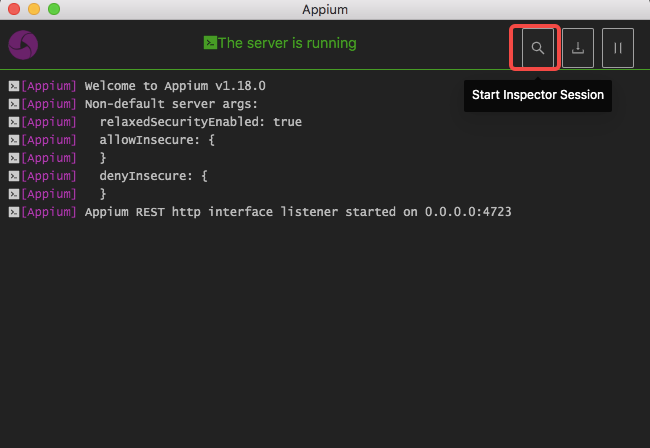 Appium
The server is running
Start Inspector Session
[Appium] Welcome to Appium v1.18.0
[Appium] Non-default server args:
[Appium]   relaxedSecurityEnabled: true
[Appium]   allowInsecure: {
[Appium]   }
[Appium]   denyInsecure: {
[Appium]   }
[Appium] Appium REST http interface listener started on 0.0.0.0:4723